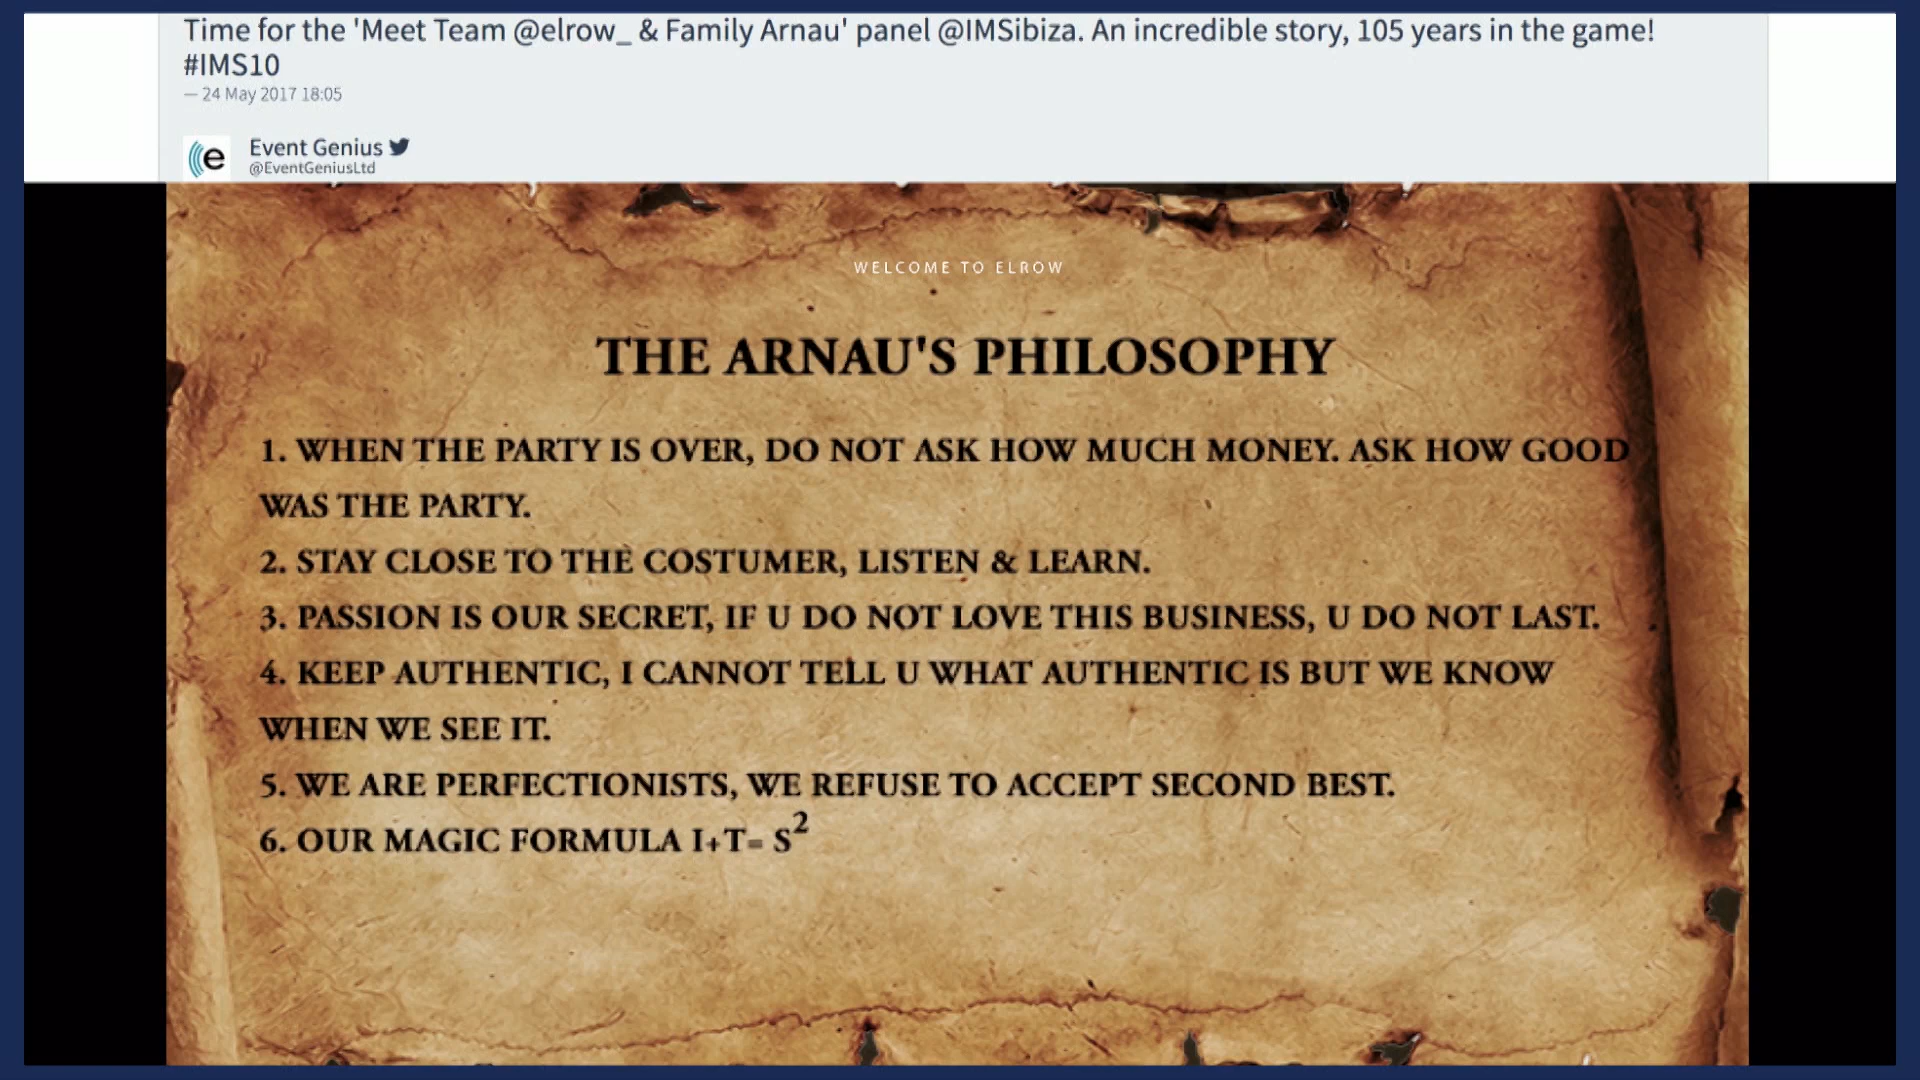 Time for the 'Meet Team @elrow_ & Family Arnau' panel @IMSibiza. An incredible story, 105 years in the game!
#IMS10
— 24 May 2017 18:05
e
Event Genius
@EventGeniusLtd
WELCOME TO ELROW
THE ARNAU'S PHILOSOPHY
1. WHEN THE PARTY IS OVER, DO NOT ASK HOW MUCH MONEY. ASK HOW GOOD
WAS THE PARTY.
2. STAY CLOSE TO THE COSTUMER, LISTEN & LEARN.
3. PASSION IS OUR SECRET, IF U DO NOT LOVE THIS BUSINESS, U DO NOT LAST.
4. KEEP AUTHENTIC, I CANNOT TELL U WHAT AUTHENTIC IS BUT WE KNOW
WHEN WE SEE IT.
5. WE ARE PERFECTIONISTS, WE REFUSE TO ACCEPT SECOND BEST.
6. OUR MAGIC FORMULA I+T= S²